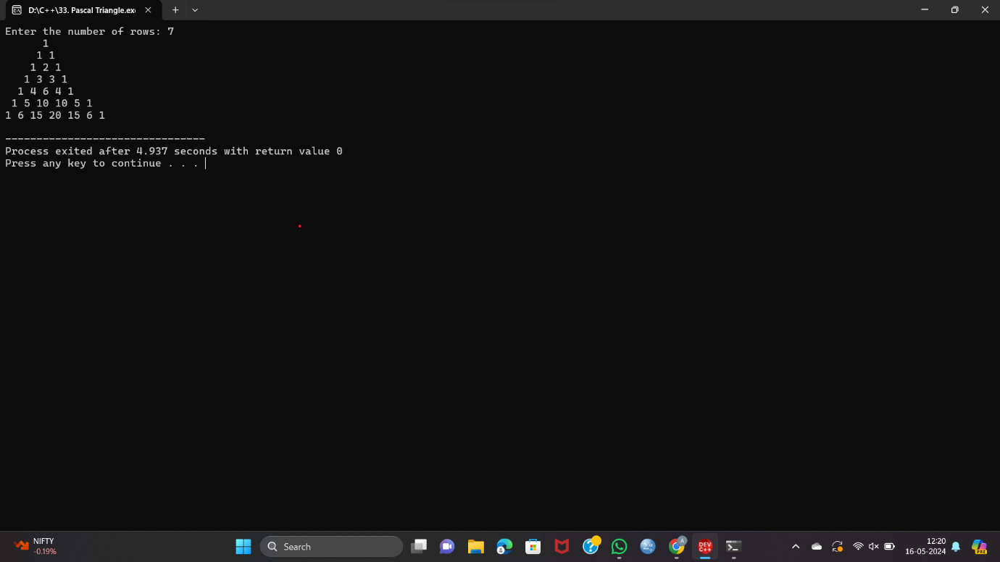 D:\C++\33. Pascal Triangle.exe
Enter the number of rows: 7
1
1 1
1 2 1
1 3 3 1
1 4 6 4 1
1 5 10 10 5 1
1 6 15 20 15 6 1
--------------------------------
Process exited after 4.937 seconds with return value 0
Press any key to continue . . .
NIFTY
-0.19%
Search
DEV
C++
12:20
16-05-2024
PRE